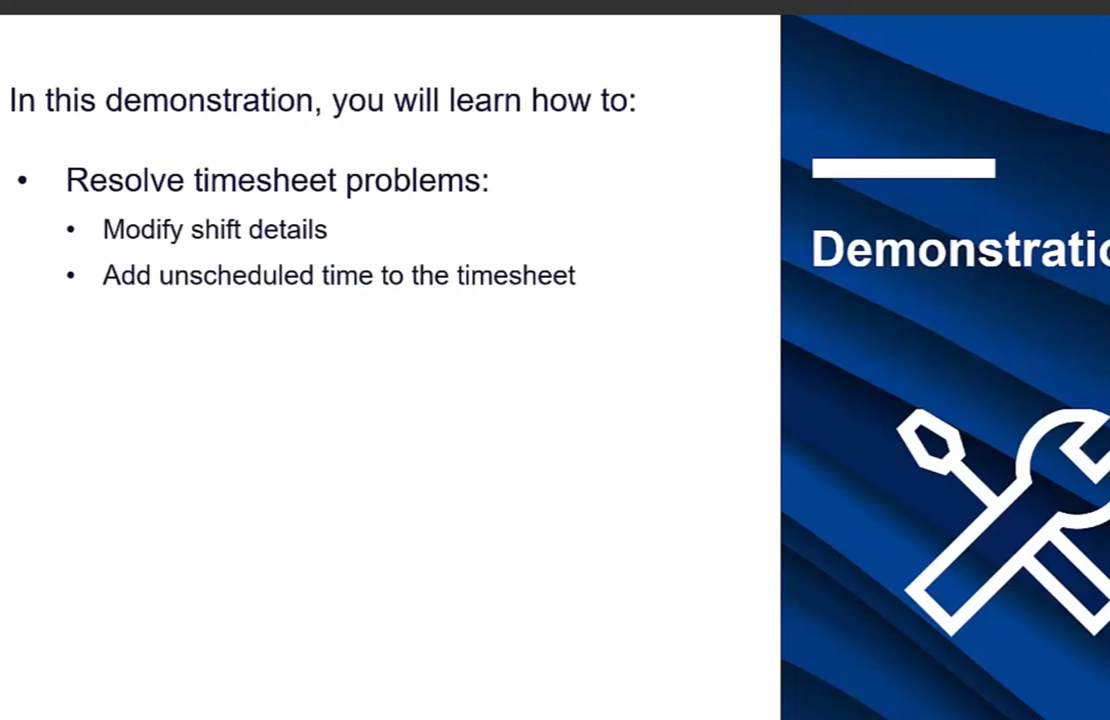 In this demonstration, you will learn how to:
• Resolve timesheet problems:
• Modify shift details
• Add unscheduled time to the timesheet
Demonstratio